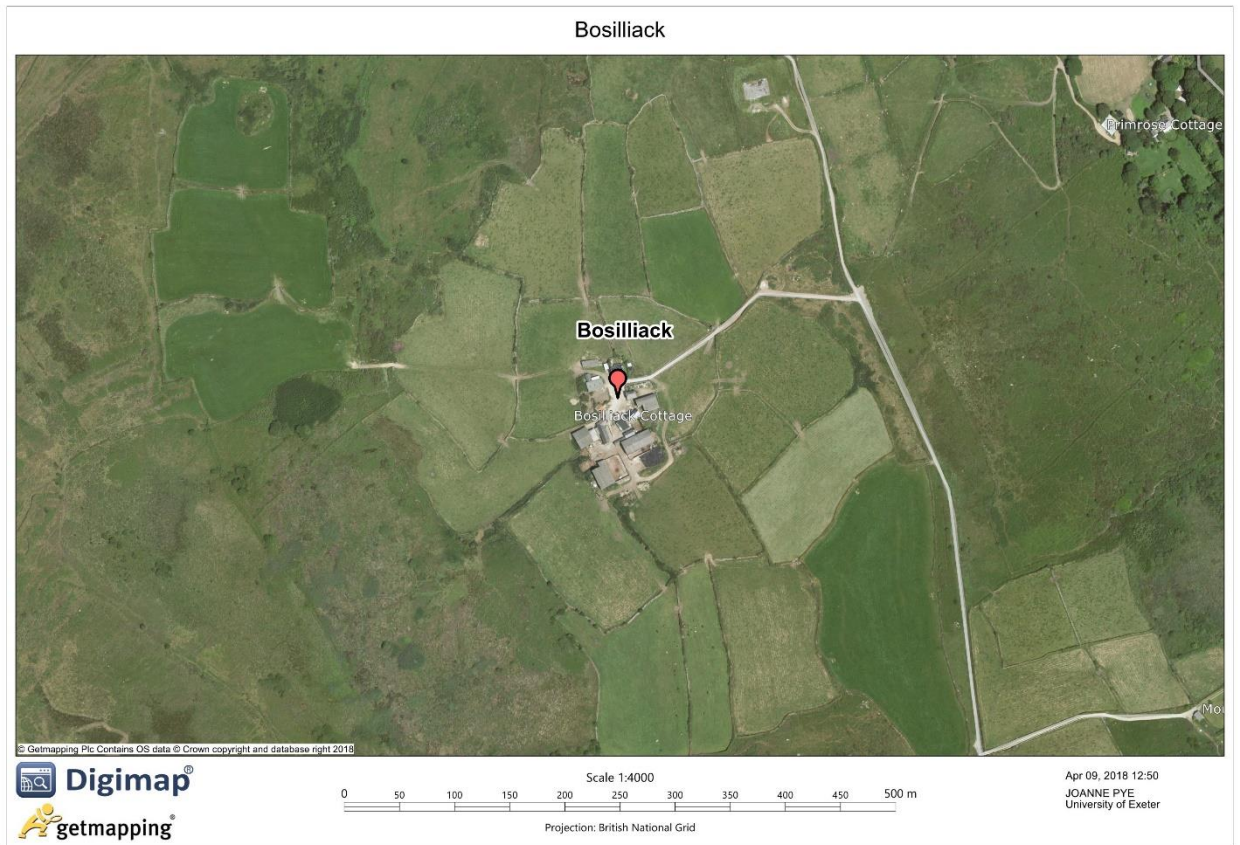 Bosilliack
Primrose Cottage
Bosilliack
Bosilliack Cottage
Mor
© Getmapping Plc Contains OS data © Crown copyright and database right 2018
Digimap®
getmapping®
Scale 1:4000
0 50 100 150 200 250 300 350 400 450 500 m
Projection: British National Grid
Apr 09, 2018 12:50
JOANNE PYE
University of Exeter